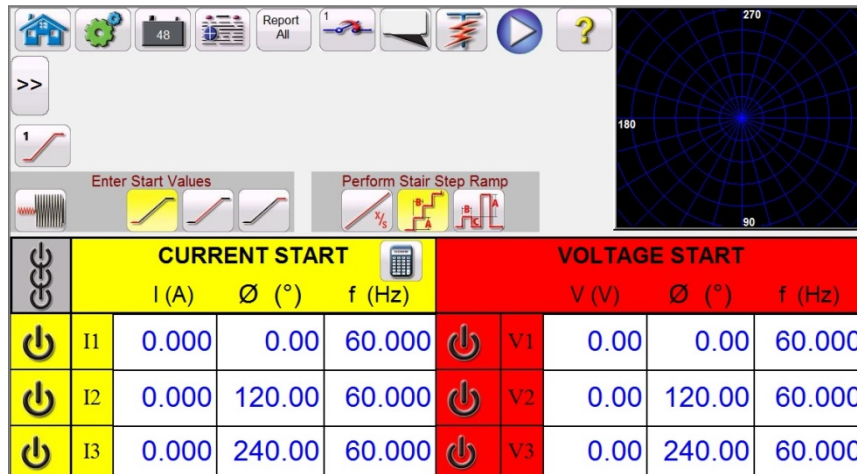 48
Report
All
1
?
270
180
90
>>
1
Enter Start Values
Perform Stair Step Ramp
X/S
B
A
B
C
A
CURRENT START
VOLTAGE START
I (A) Ø (°) f (Hz) V (V) Ø (°) f (Hz)
I1 0.000 0.00 60.000 V1 0.00 0.00 60.000
I2 0.000 120.00 60.000 V2 0.00 120.00 60.000
I3 0.000 240.00 60.000 V3 0.00 240.00 60.000